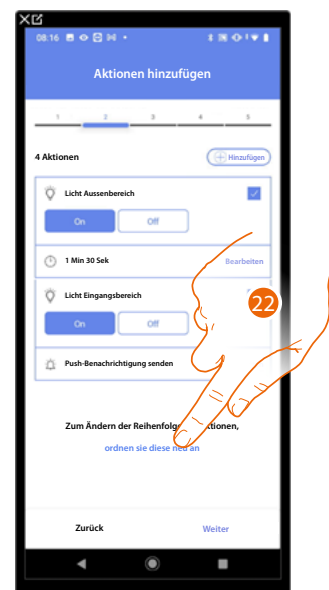 08:16
Aktionen hinzufügen
1 2 3 4 5
4 Aktionen
Hinzufügen
Licht Aussenbereich
On Off
1 Min 30 Sek Bearbeiten
Licht Eingangsbereich
22
On Off
Push-Benachrichtigung senden
Zum Ändern der Reihenfolge
ordnen sie diese neu an
Zurück Weiter